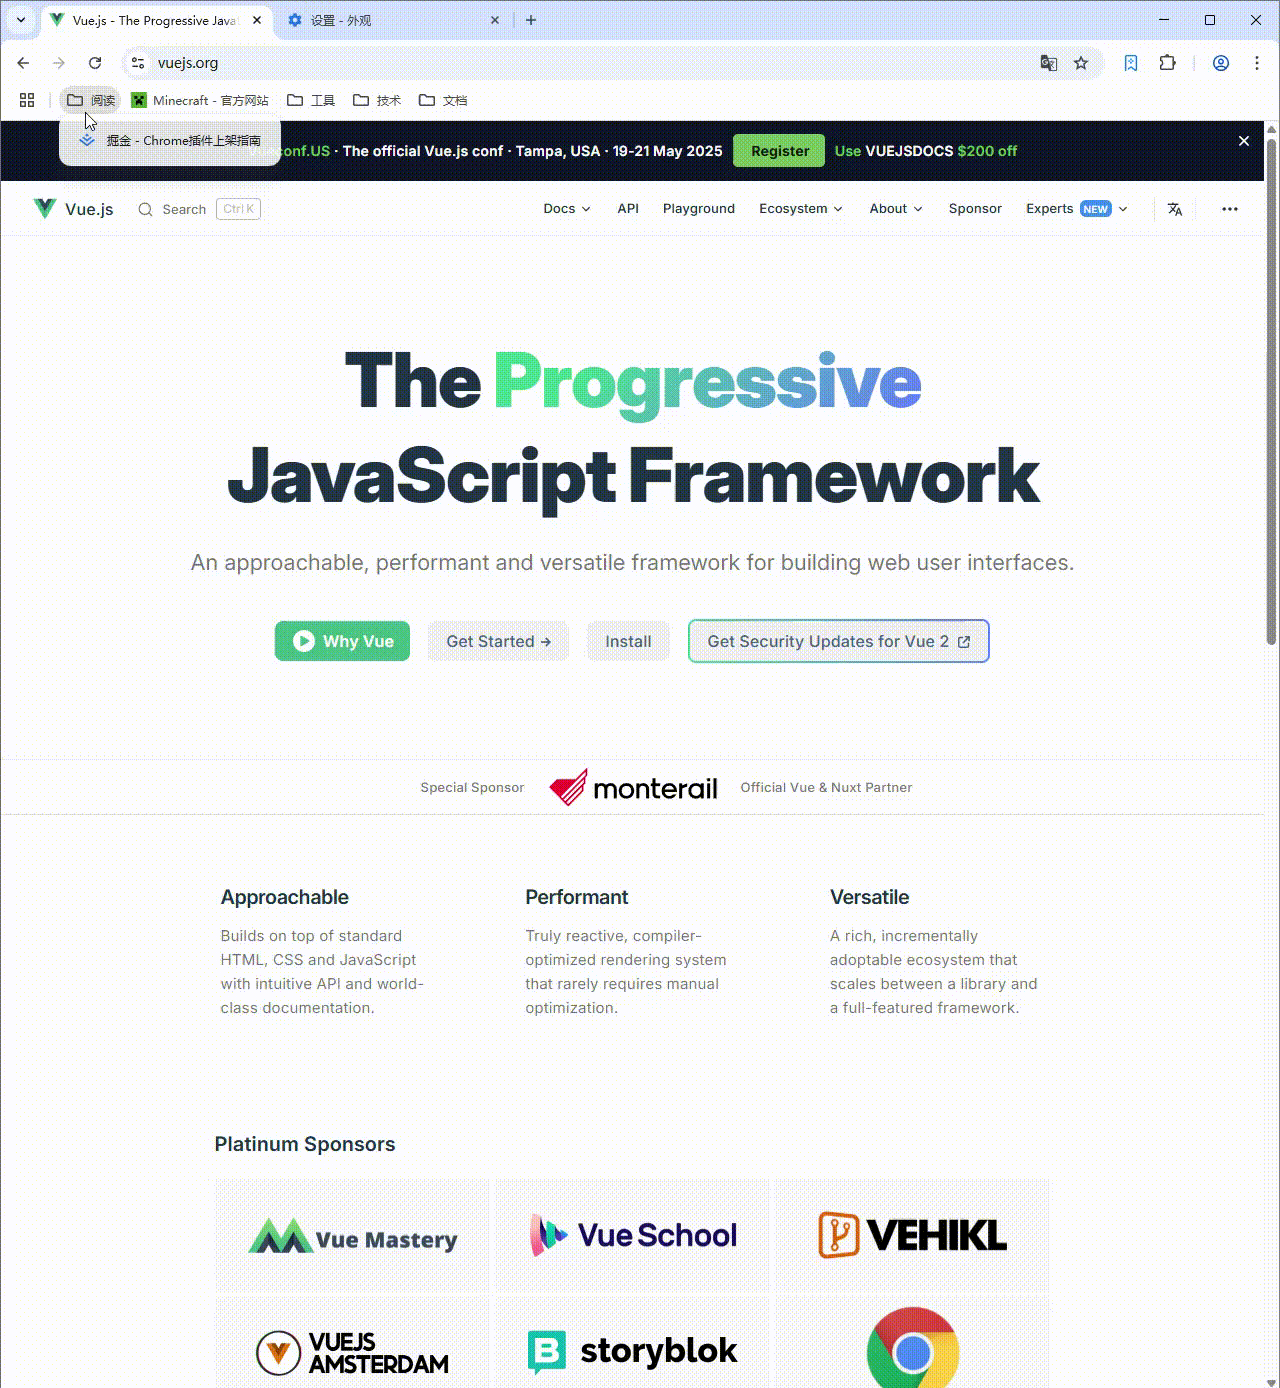 Vue.js - The Progressive Java
设置 - 外观
vuejs.org
阅读
Minecraft - 官方网站
工具
技术
文档
掘金 - Chrome插件上架指南
conf.US · The official Vue.js conf · Tampa, USA · 19-21 May 2025
Register
Use VUEJSDOCS $200 off
Vue.js
Search
Ctrl K
Docs
API
Playground
Ecosystem
About
Sponsor
Experts NEW
The Progressive
JavaScript Framework
An approachable, performant and versatile framework for building web user interfaces.
Why Vue
Get Started →
Install
Get Security Updates for Vue 2
Special Sponsor
monterail
Official Vue & Nuxt Partner
Approachable
Builds on top of standard
HTML, CSS and JavaScript
with intuitive API and world-
class documentation.
Performant
Truly reactive, compiler-
optimized rendering system
that rarely requires manual
optimization.
Versatile
A rich, incrementally
adoptable ecosystem that
scales between a library and
a full-featured framework.
Platinum Sponsors
Vue Mastery
Vue School
VEHIKL
VUEJS
AMSTERDAM
storyblok